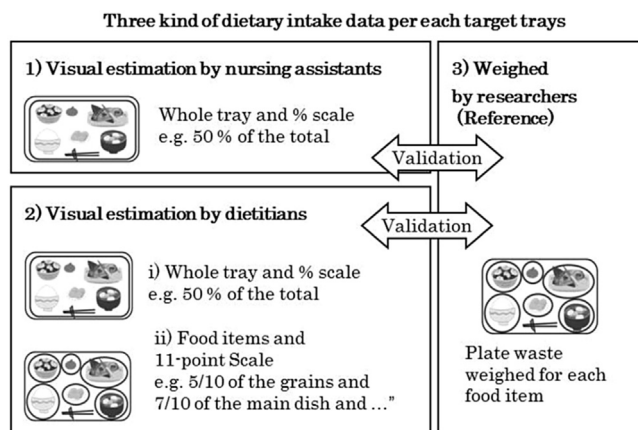 Three kind of dietary intake data per each target trays
1) Visual estimation by nursing assistants
Whole tray and % scale
e.g. 50 % of the total
2) Visual estimation by dietitians
i) Whole tray and % scale
e.g. 50 % of the total
ii) Food items and
11-point Scale
e.g. 5/10 of the grains and
7/10 of the main dish and …”
Validation
Validation
3) Weighed
by researchers
(Reference)
Plate waste
weighed for each
food item